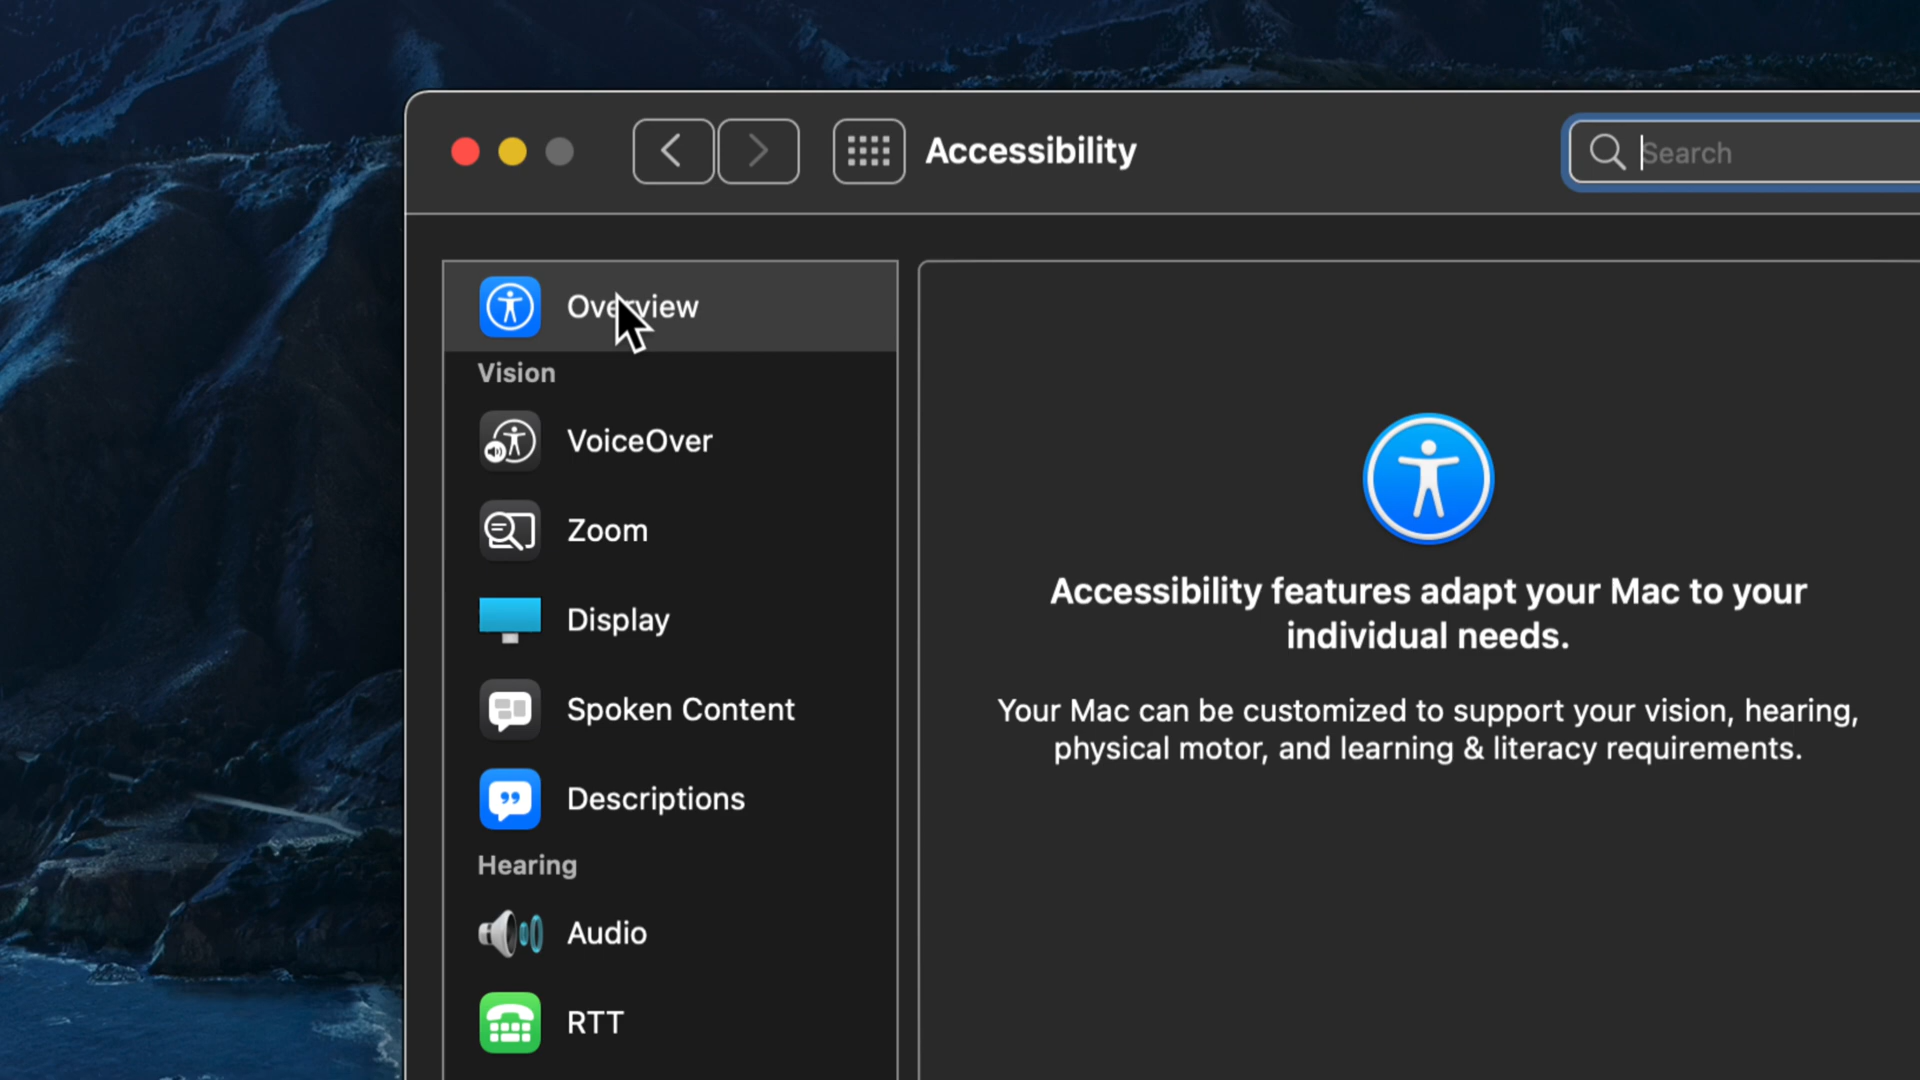 Accessibility
Search
Overview
Vision
VoiceOver
Zoom
Display
Spoken Content
Descriptions
Hearing
Audio
RTT
Accessibility features adapt your Mac to your
individual needs.
Your Mac can be customized to support your vision, hearing,
physical motor, and learning & literacy requirements.